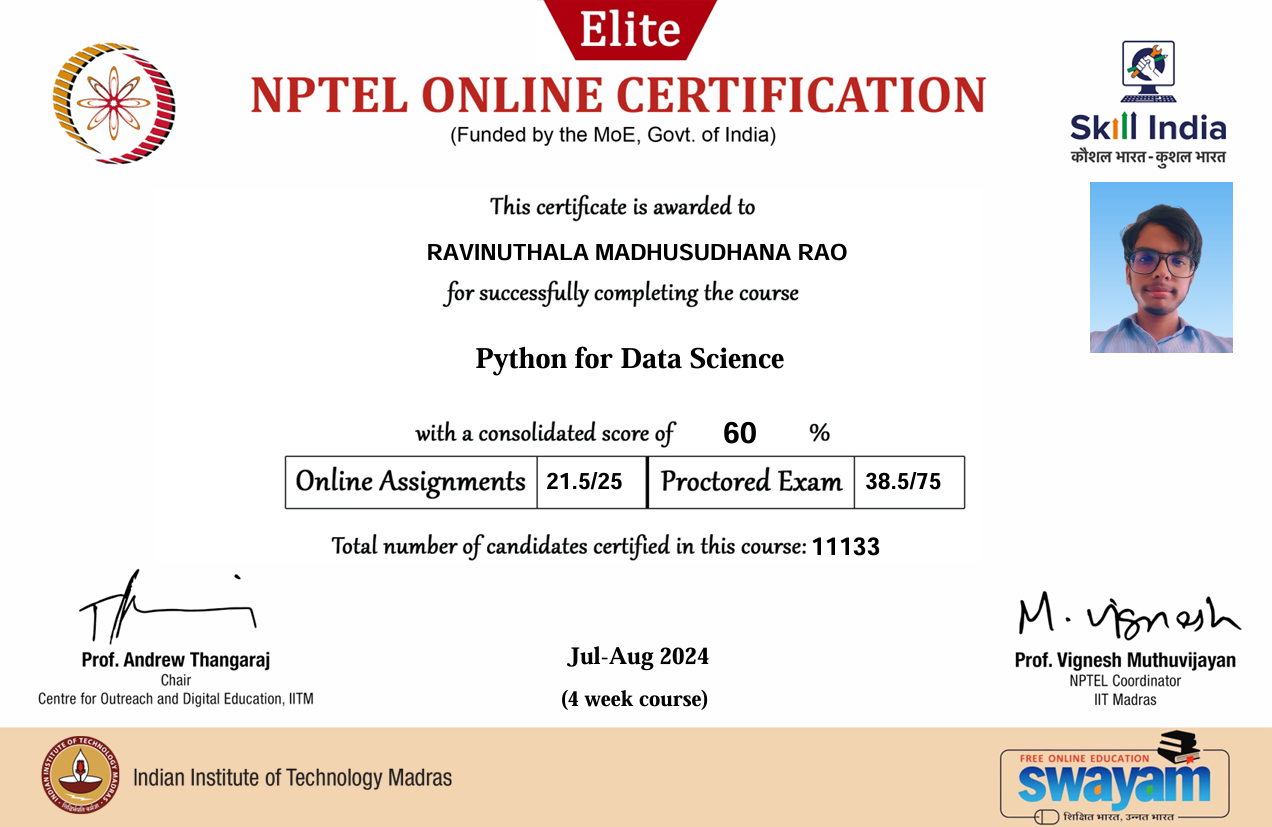 Elite
NPTEL ONLINE CERTIFICATION
(Funded by the MoE, Govt. of India)
Skill India
कौशल भारत - कुशल भारत
This certificate is awarded to
RAVINUTHALA MADHUSUDHANA RAO
for successfully completing the course
Python for Data Science
with a consolidated score of 60 %
Online Assignments 21.5/25 Proctored Exam 38.5/75
Total number of candidates certified in this course: 11133
M. Vignesh
Prof. Andrew Thangaraj
Chair
Centre for Outreach and Digital Education, IITM
Jul-Aug 2024
(4 week course)
Prof. Vignesh Muthuvijayan
NPTEL Coordinator
IIT Madras
INDIAN INSTITUTE OF TECHNOLOGY MADRAS
Indian Institute of Technology Madras
FREE ONLINE EDUCATION
swayam
शिक्षित भारत, उन्नत भारत